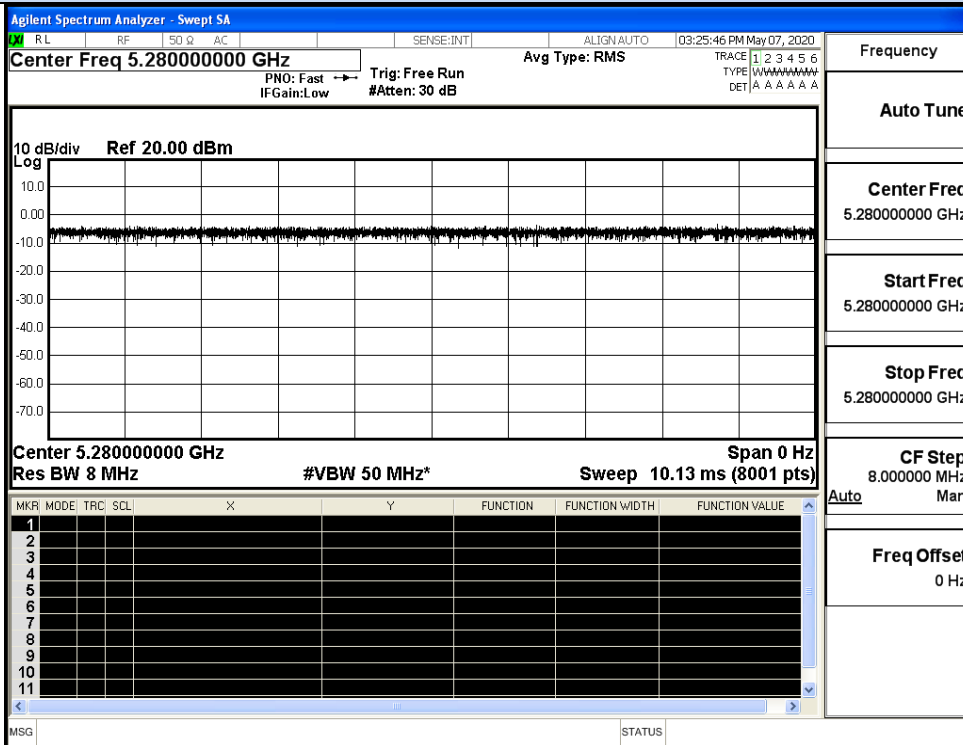 Agilent Spectrum Analyzer - Swept SA
LXI RL RF 50 Ω AC SENSE:INT ALIGN AUTO 03:25:46 PM May 07, 2020
Center Freq 5.280000000 GHz
Avg Type: RMS
TRACE 1 2 3 4 5 6
TYPE WWWWWW
DET A A A A A A
PNO: Fast
IFGain:Low
Trig: Free Run
#Atten: 30 dB
10 dB/div Ref 20.00 dBm
Log
10.0
0.00
-10.0
-20.0
-30.0
-40.0
-50.0
-60.0
-70.0
Center 5.280000000 GHz Span 0 Hz
Res BW 8 MHz #VBW 50 MHz* Sweep 10.13 ms (8001 pts)
MKR MODE TRC SCL X Y FUNCTION FUNCTION WIDTH FUNCTION VALUE
1
2
3
4
5
6
7
8
9
10
11
MSG STATUS
Frequency
Auto Tune
Center Freq
5.280000000 GHz
Start Freq
5.280000000 GHz
Stop Freq
5.280000000 GHz
CF Step
8.000000 MHz
Auto Man
Freq Offset
0 Hz